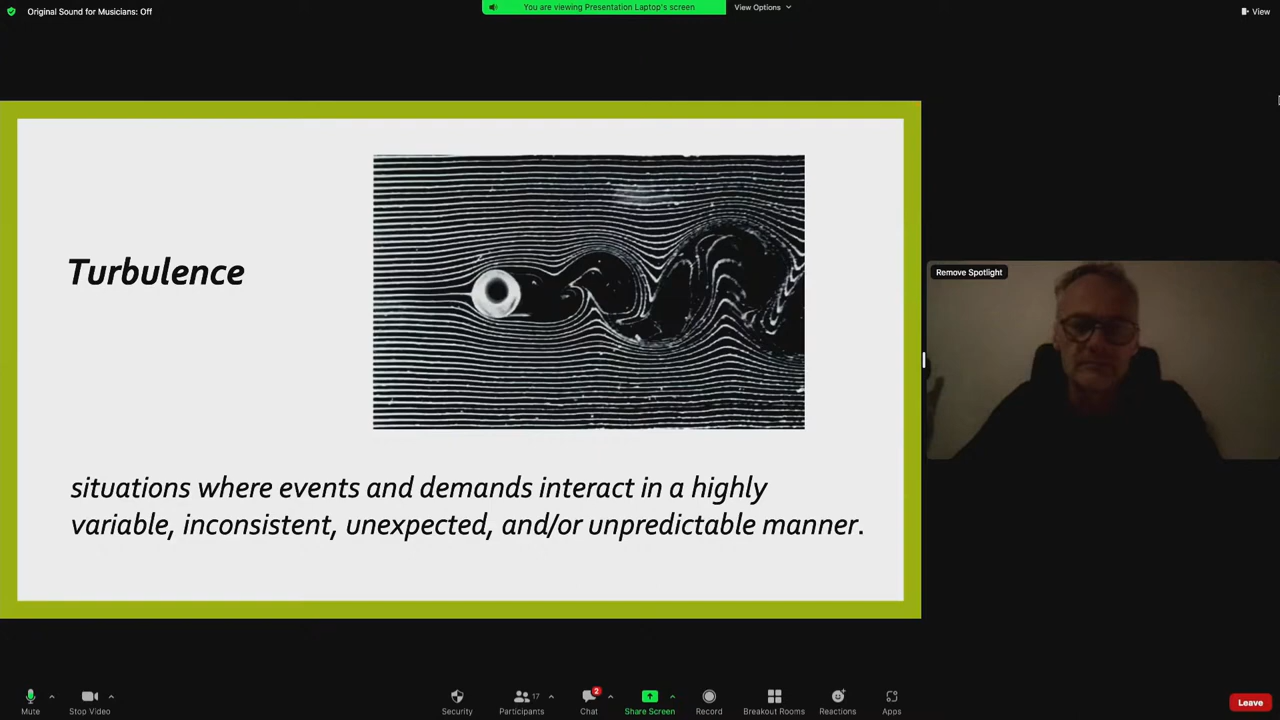 Original Sound for Musicians: Off
You are viewing Presentation Laptop's screen
View Options
View
Turbulence
Remove Spotlight
situations where events and demands interact in a highly
variable, inconsistent, unexpected, and/or unpredictable manner.
Mute
Stop Video
Security
Participants
17
Chat
2
Share Screen
Record
Breakout Rooms
Reactions
Apps
Leave